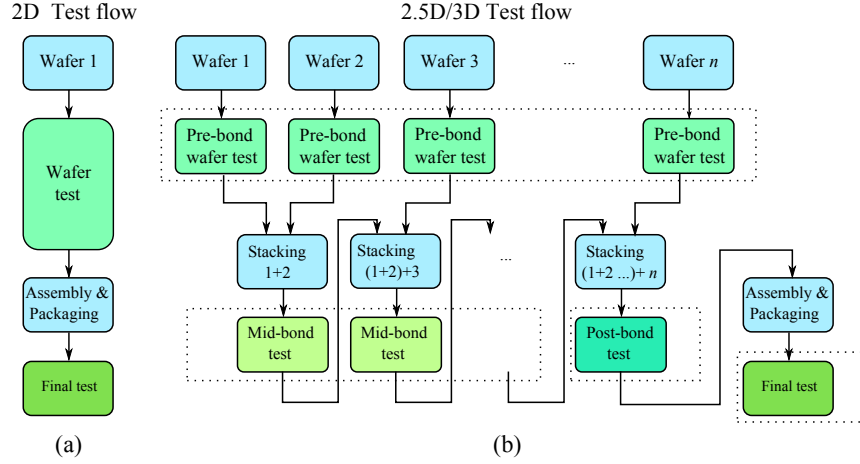 2D Test flow
2.5D/3D Test flow
Wafer 1
Wafer
test
Assembly &
Packaging
Final test
(a)
Wafer 1
Wafer 2
Wafer 3
...
Wafer n
Pre-bond
wafer test
Pre-bond
wafer test
Pre-bond
wafer test
Pre-bond
wafer test
Stacking
1+2
Stacking
(1+2)+3
...
Stacking
(1+2 ...)+ n
Mid-bond
test
Mid-bond
test
Post-bond
test
Assembly &
Packaging
Final test
(b)